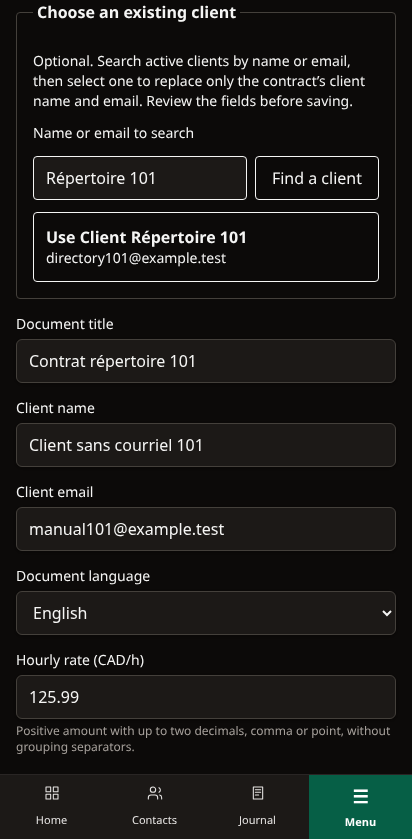 Choose an existing client
Optional. Search active clients by name or email,
then select one to replace only the contract’s client
name and email. Review the fields before saving.
Name or email to search
Répertoire 101
Find a client
Use Client Répertoire 101
directory101@example.test
Document title
Contrat répertoire 101
Client name
Client sans courriel 101
Client email
manual101@example.test
Document language
English
Hourly rate (CAD/h)
125.99
Positive amount with up to two decimals, comma or point, without
grouping separators.
Home
Contacts
Journal
Menu